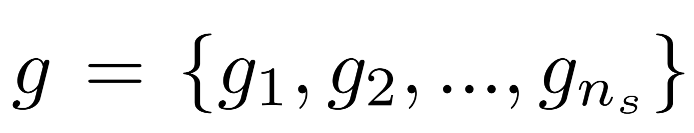 g = {g_1, g_2, ..., g_{n_s}}